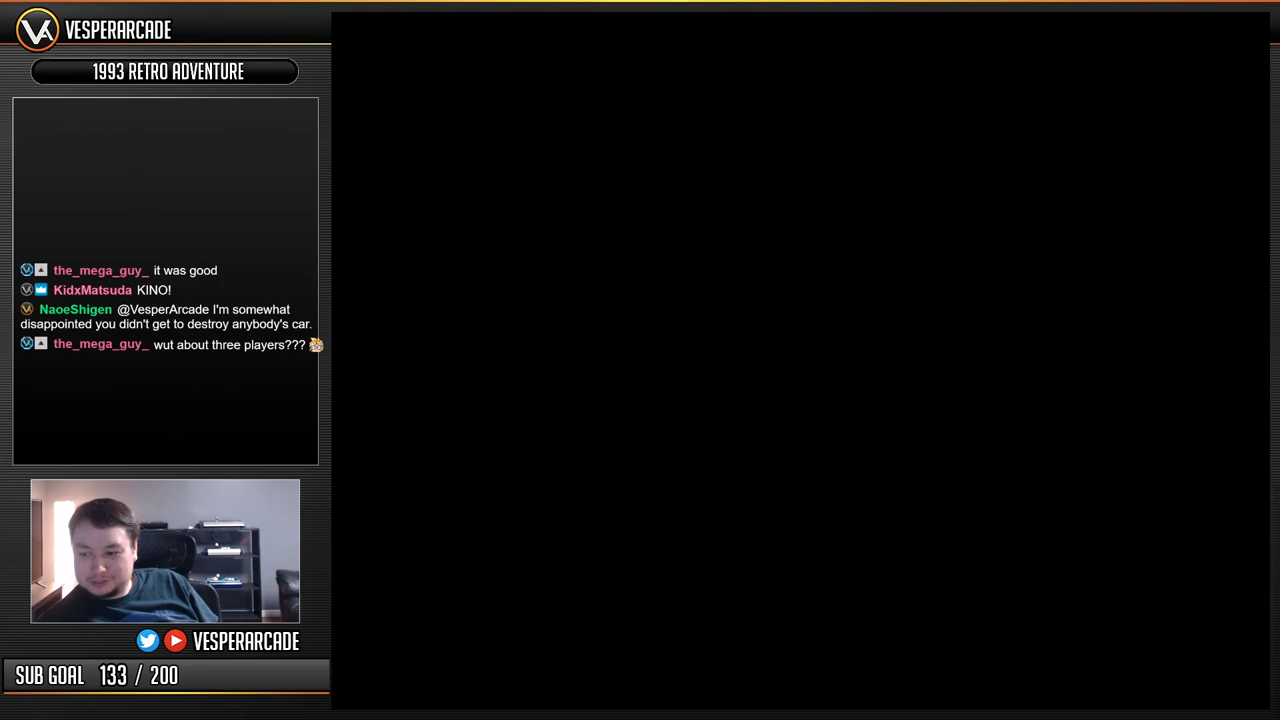 VESPERARCADE
1993 RETRO ADVENTURE
the_mega_guy_ it was good
KidxMatsuda KINO!
NaoeShigen @VesperArcade I'm somewhat
disappointed you didn't get to destroy anybody's car.
the_mega_guy_ wut about three players???
VESPERARCADE
SUB GOAL 133 / 200